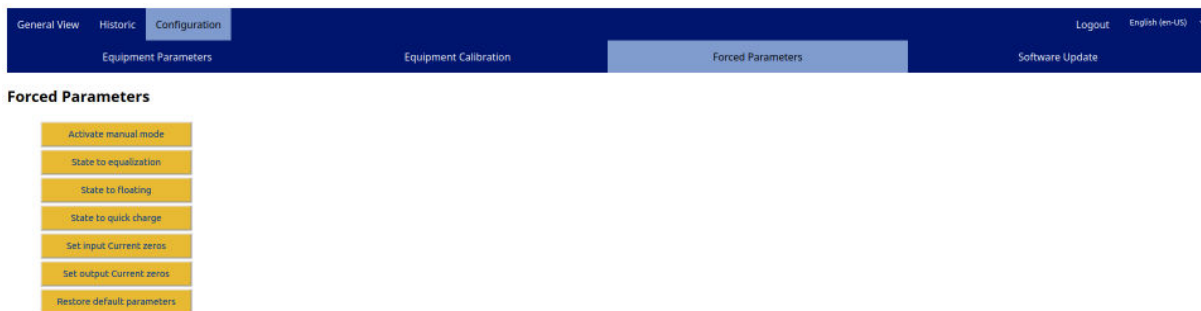 General View Historic Configuration Logout English (en-US)
Equipment Parameters Equipment Calibration Forced Parameters Software Update
Forced Parameters
Activate manual mode
State to equalization
State to floating
State to quick charge
Set input Current zeros
Set output Current zeros
Restore default parameters